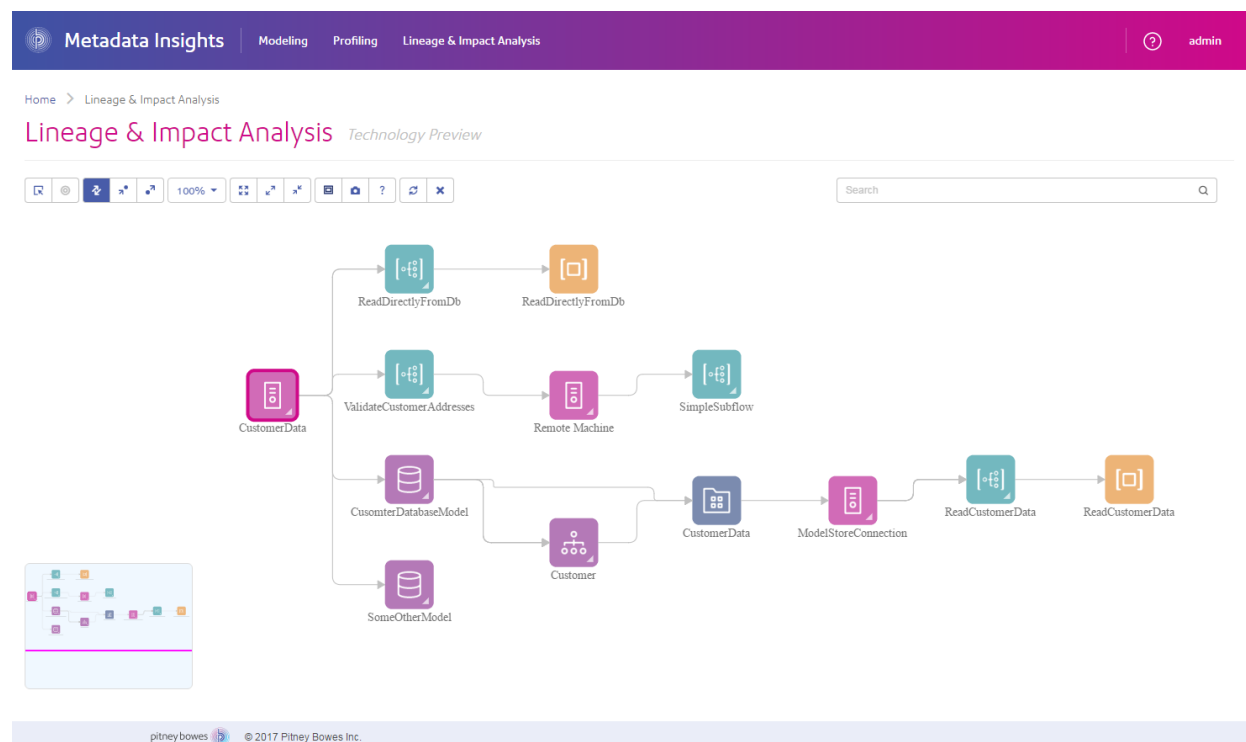 Metadata Insights Modeling Profiling Lineage & Impact Analysis ? admin
Home > Lineage & Impact Analysis
Lineage & Impact Analysis Technology Preview
100% ? Search
ReadDirectlyFromDb ReadDirectlyFromDb
ValidateCustomerAddresses SimpleSubflow
CustomerData Remote Machine
CusomterDatabaseModel ReadCustomerData ReadCustomerData
CustomerData ModelStoreConnection
Customer
SomeOtherModel
pitney bowes © 2017 Pitney Bowes Inc.